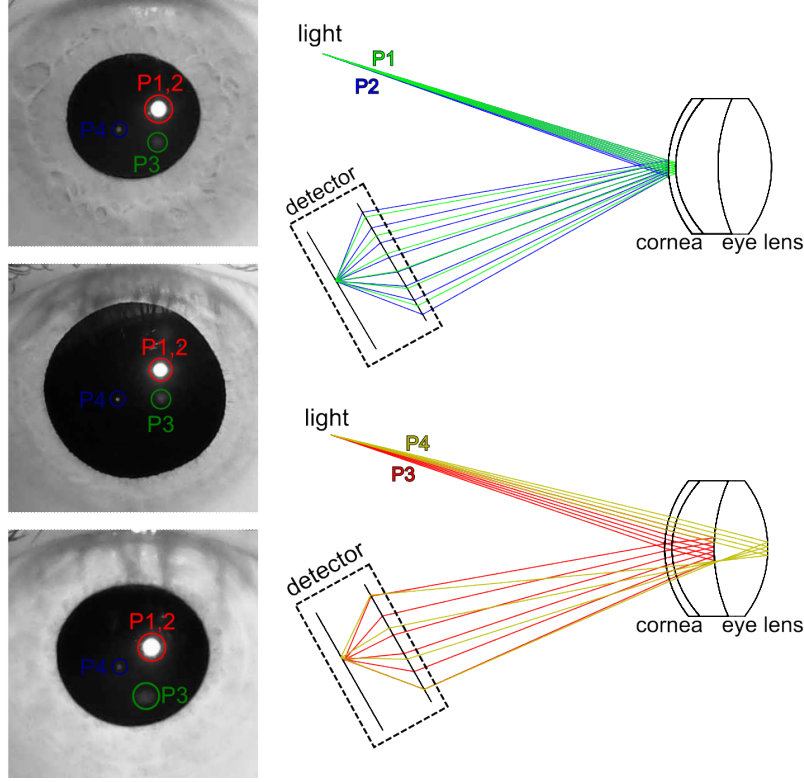 P1,2
P4
P3
P1,2
P4
P3
P1,2
P4
P3
light
P1
P2
detector
cornea
eye lens
light
P4
P3
detector
cornea
eye lens